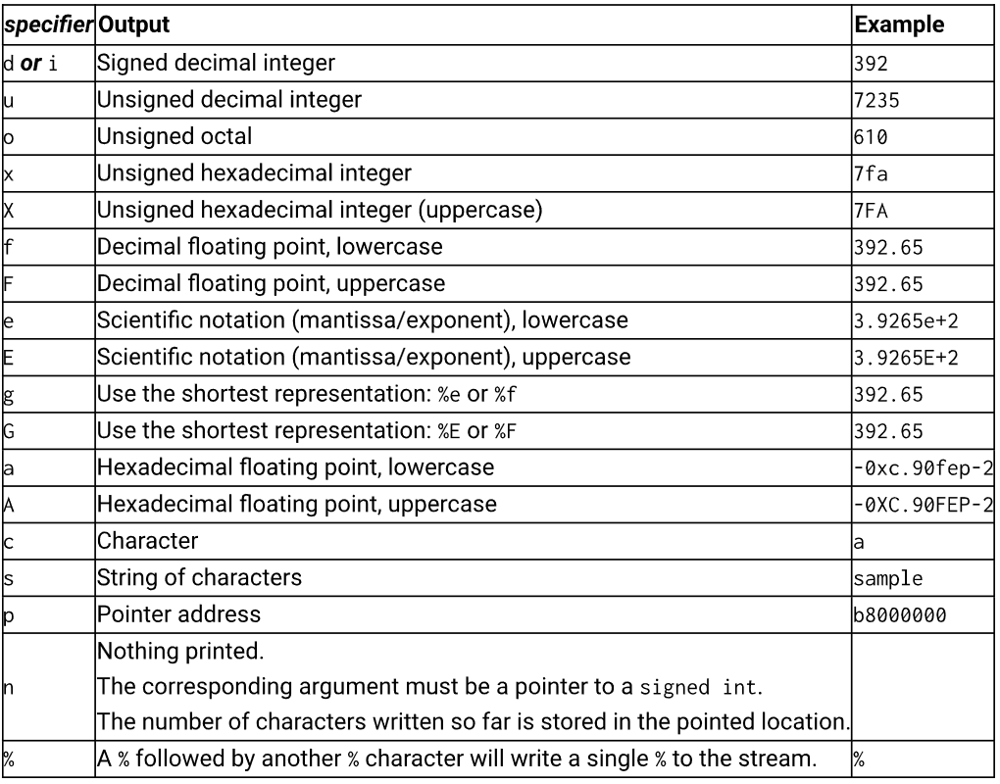 specifier Output Example
d or i Signed decimal integer 392
u Unsigned decimal integer 7235
o Unsigned octal 610
x Unsigned hexadecimal integer 7fa
X Unsigned hexadecimal integer (uppercase) 7FA
f Decimal floating point, lowercase 392.65
F Decimal floating point, uppercase 392.65
e Scientific notation (mantissa/exponent), lowercase 3.9265e+2
E Scientific notation (mantissa/exponent), uppercase 3.9265E+2
g Use the shortest representation: %e or %f 392.65
G Use the shortest representation: %E or %F 392.65
a Hexadecimal floating point, lowercase -0xc.90fep-2
A Hexadecimal floating point, uppercase -0XC.90FEP-2
c Character a
s String of characters sample
p Pointer address b8000000
Nothing printed.
n The corresponding argument must be a pointer to a signed int.
The number of characters written so far is stored in the pointed location.
% A % followed by another % character will write a single % to the stream. %